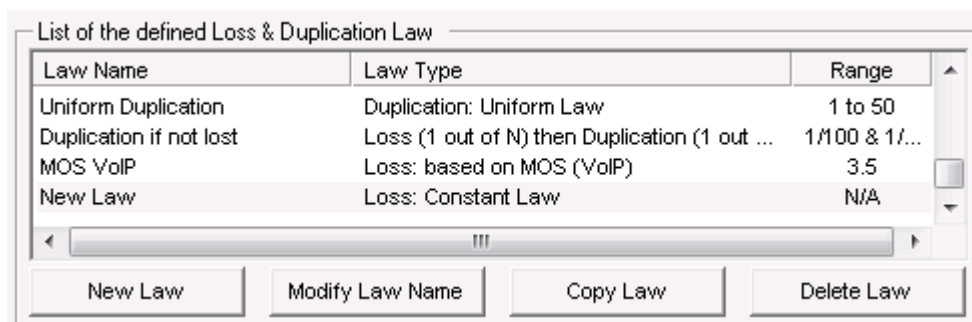 List of the defined Loss & Duplication Law
Law Name Law Type Range
Uniform Duplication Duplication: Uniform Law 1 to 50
Duplication if not lost Loss (1 out of N) then Duplication (1 out ... 1/100 & 1/...
MOS VoIP Loss: based on MOS (VoIP) 3.5
New Law Loss: Constant Law N/A
New Law Modify Law Name Copy Law Delete Law